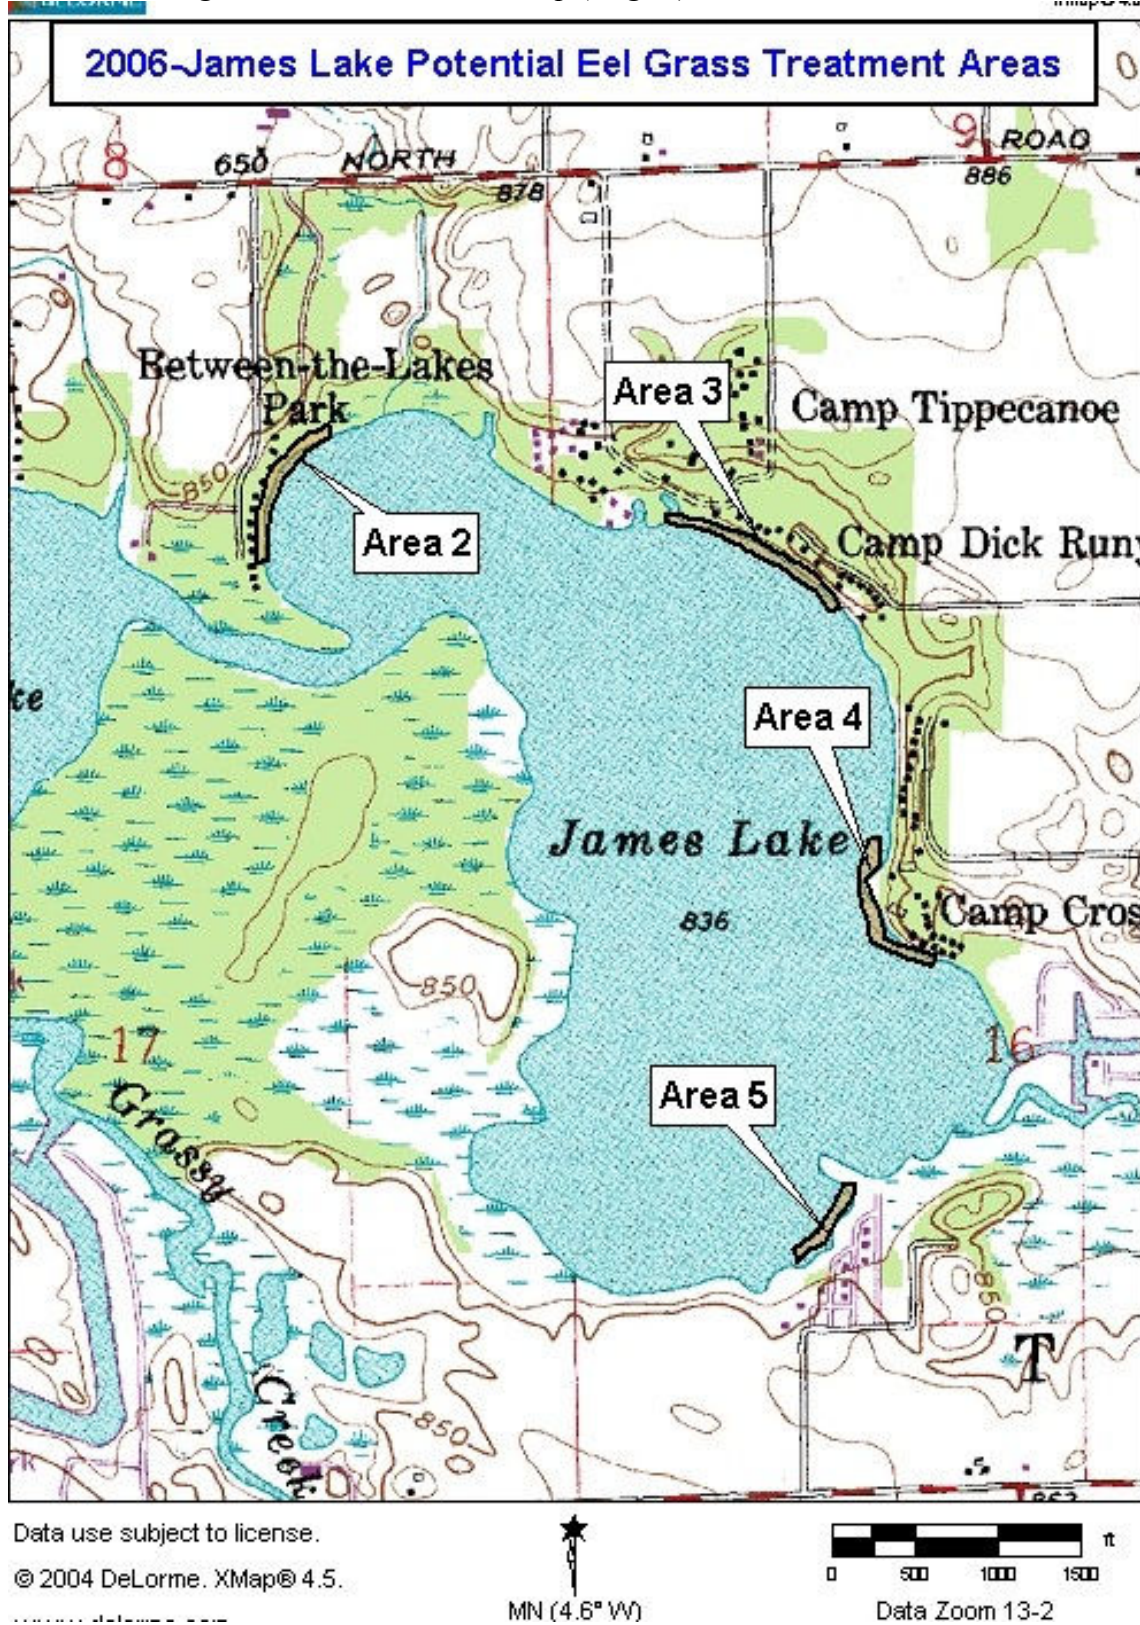 2006-James Lake Potential Eel Grass Treatment Areas
8
650
NORTH
878
9
ROAD
886
Between-the-Lakes
Park
850
Area 2
Area 3
Camp Tippecanoe
Camp Dick Runy
ke
Area 4
James Lake
836
Camp Cros
850
17
16
Grassy
Area 5
850
T
Creek
850
Data use subject to license.
© 2004 DeLorme. XMap® 4.5.
MN (4.6° W)
ft
0 500 1000 1500
Data Zoom 13-2